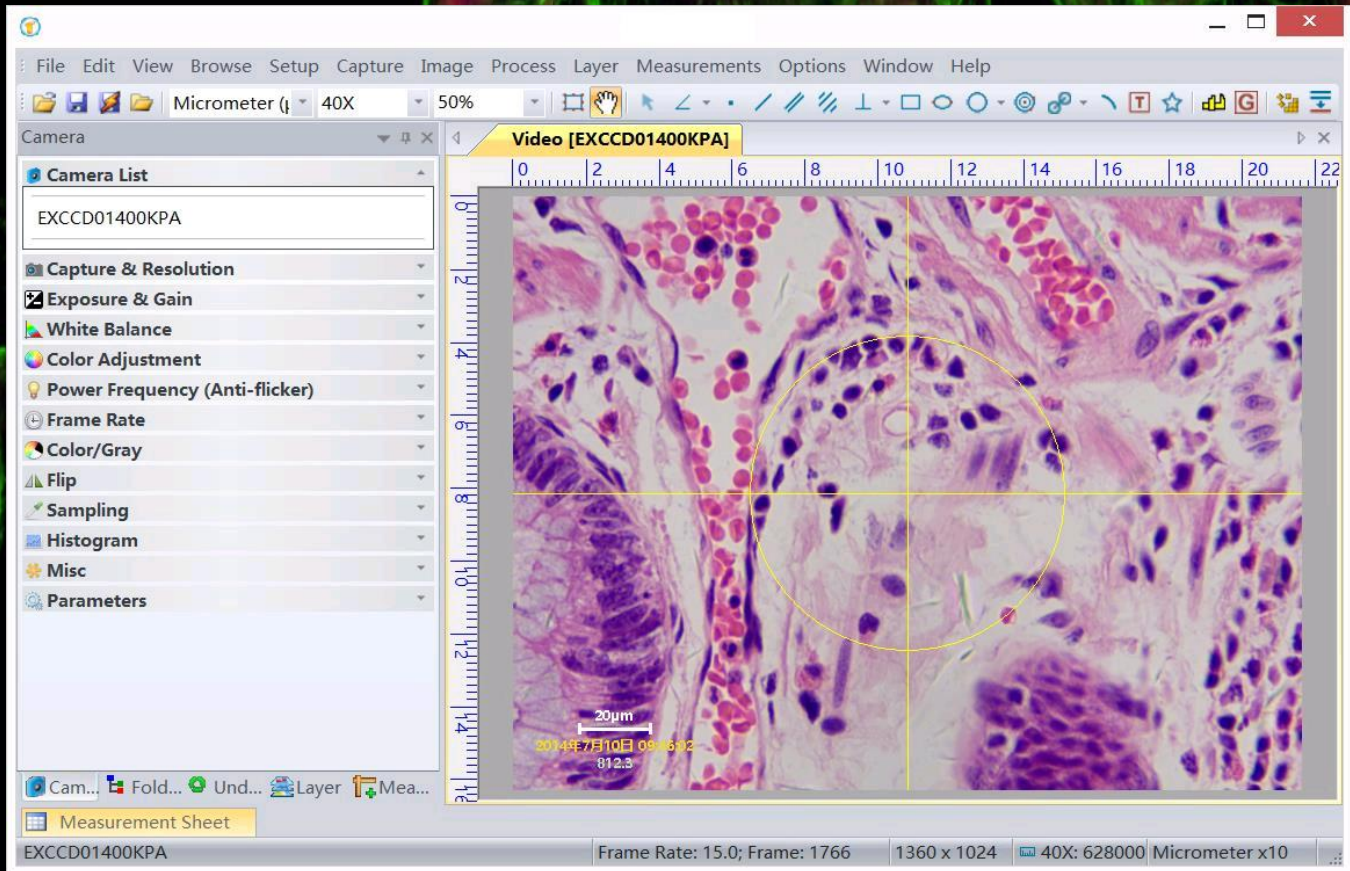 File Edit View Browse Setup Capture Image Process Layer Measurements Options Window Help
Micrometer (μ 40X 50% T G
Camera
Video [EXCCD01400KPA]
Camera List
EXCCD01400KPA
Capture & Resolution
Exposure & Gain
White Balance
Color Adjustment
Power Frequency (Anti-flicker)
Frame Rate
Color/Gray
Flip
Sampling
Histogram
Misc
Parameters
0 2 4 6 8 10 12 14 16 18 20 22
0
2
4
6
8
10
12
14
16
20μm
2014年7月10日 09:
812.3
Cam... Fold... Und... Layer Mea...
Measurement Sheet
EXCCD01400KPA Frame Rate: 15.0; Frame: 1766 1360 x 1024 40X: 628000 Micrometer x10